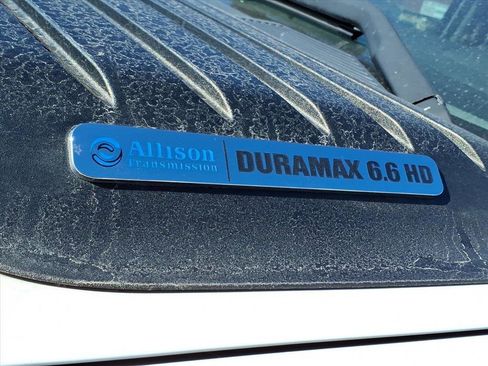 Allison DURAMAX 6.6 HD
Transmission